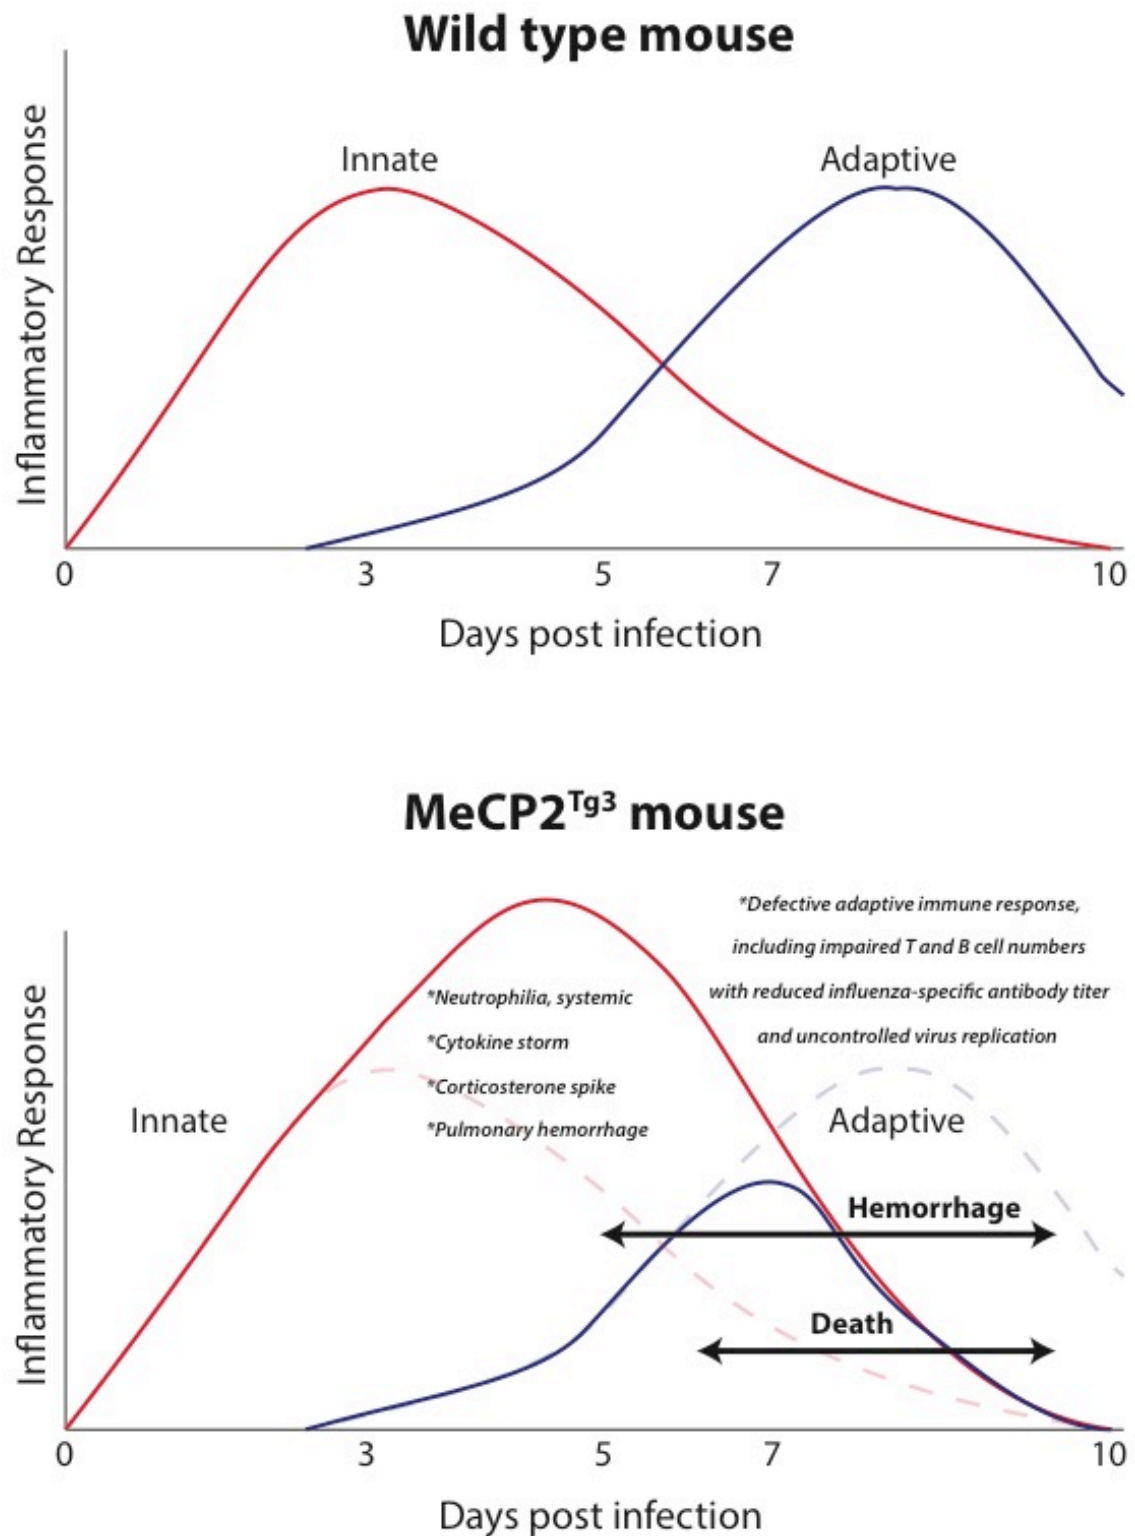 Wild type mouse
Inflammatory Response
Innate
Adaptive
0 3 5 7 10
Days post infection
MeCP2Tg3 mouse
Inflammatory Response
Innate
*Neutrophilia, systemic
*Cytokine storm
*Corticosterone spike
*Pulmonary hemorrhage
*Defective adaptive immune response,
including impaired T and B cell numbers
with reduced influenza-specific antibody titer
and uncontrolled virus replication
Adaptive
Hemorrhage
Death
0 3 5 7 10
Days post infection